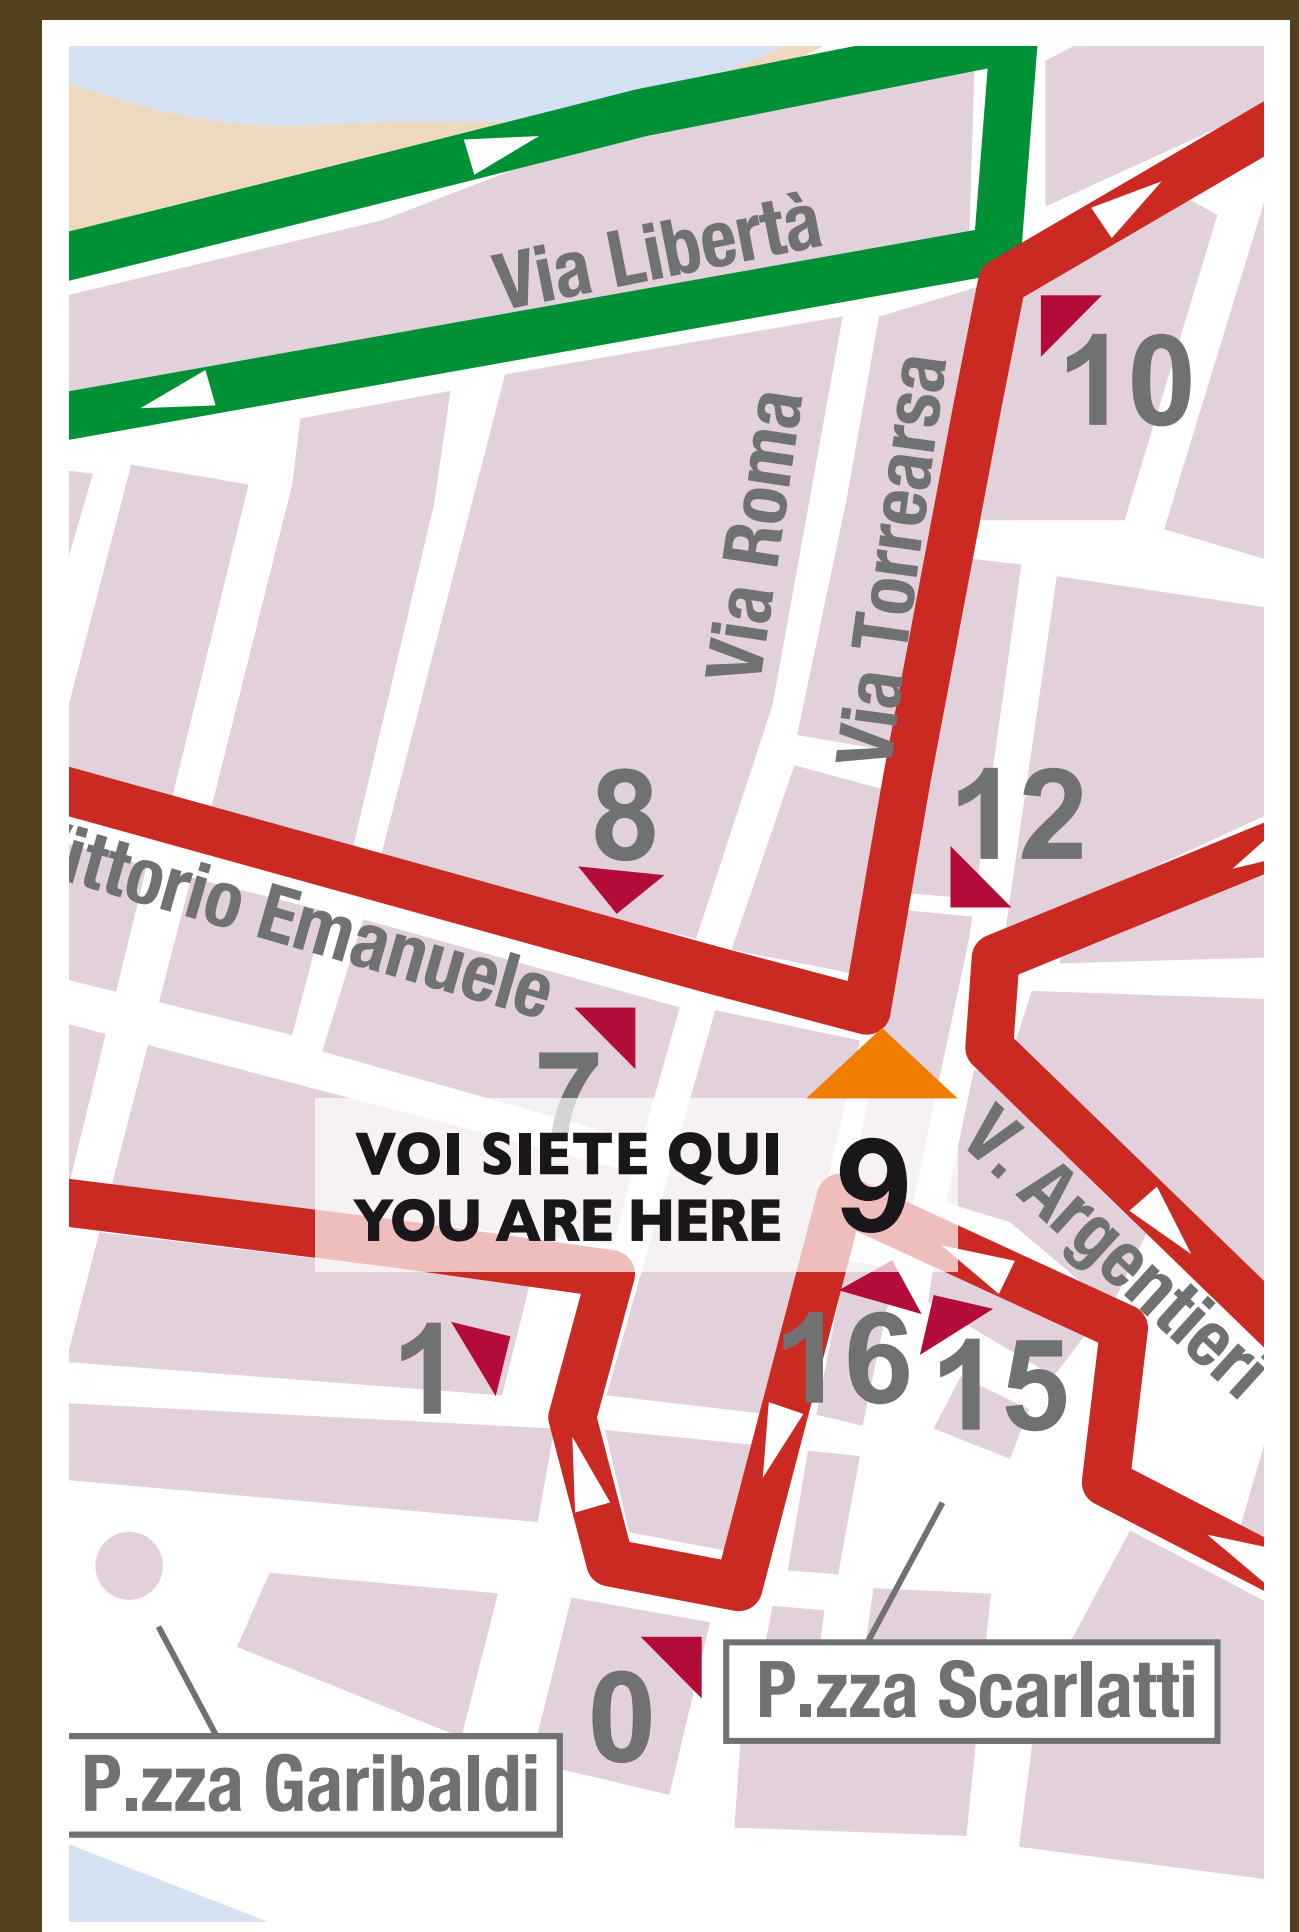 Via Libertà
10
Via Roma
Via Torrearsa
8
12
ittorio Emanuele
7
VOI SIETE QUI
YOU ARE HERE
9
V. Argentieri
1
16
15
0
P.zza Scarlatti
P.zza Garibaldi